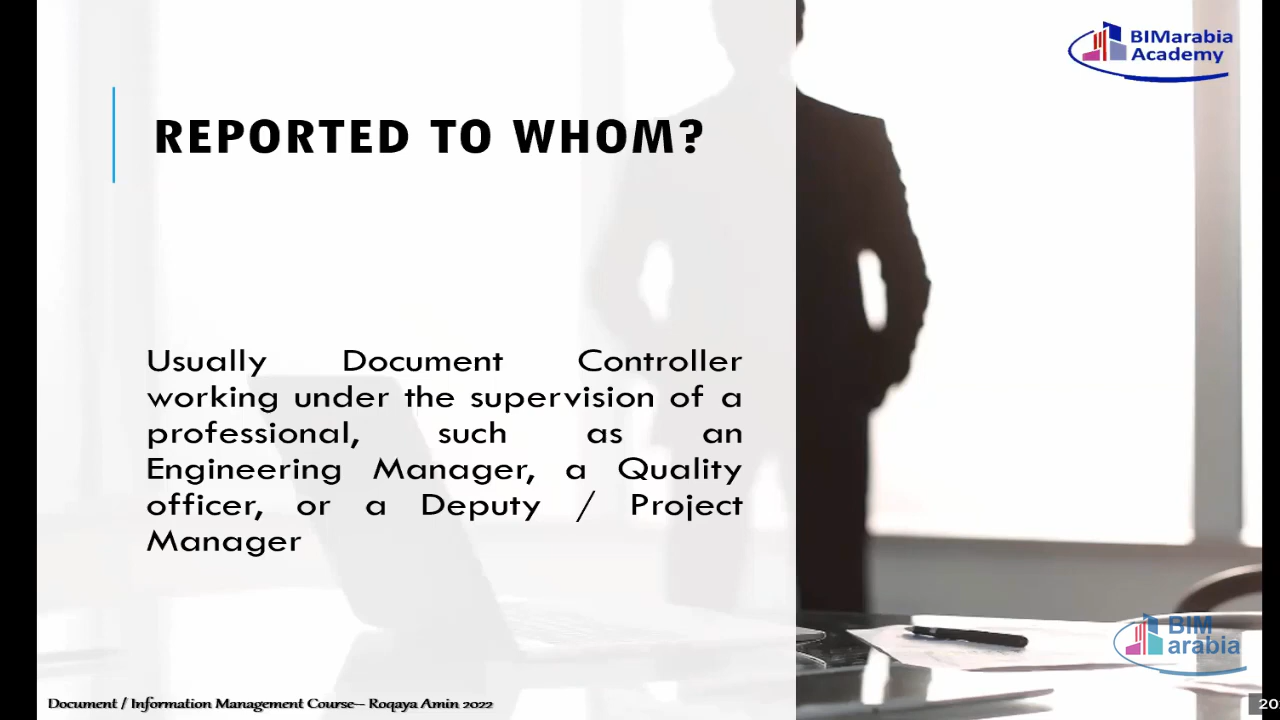 BIMarabia
Academy
REPORTED TO WHOM?
Usually Document Controller
working under the supervision of a
professional, such as an
Engineering Manager, a Quality
officer, or a Deputy / Project
Manager
BIM
arabia
Document / Information Management Course-- Roqaya Amin 2022
20